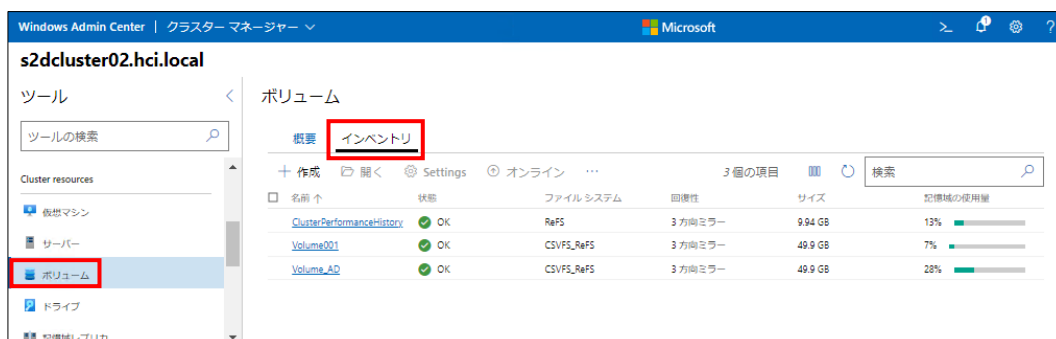 Windows Admin Center | クラスター マネージャー Microsoft
s2dcluster02.hci.local
ツール
ツールの検索
Cluster resources
仮想マシン
サーバー
ボリューム
ドライブ
記憶域レプリカ
ボリューム
概要 インベントリ
作成 開く Settings オンライン … 3 個の項目 検索
名前 状態 ファイル システム 回復性 サイズ 記憶域の使用量
ClusterPerformanceHistory OK ReFS 3 方向ミラー 9.94 GB 13%
Volume001 OK CSVFS_ReFS 3 方向ミラー 49.9 GB 7%
Volume_AD OK CSVFS_ReFS 3 方向ミラー 49.9 GB 28%